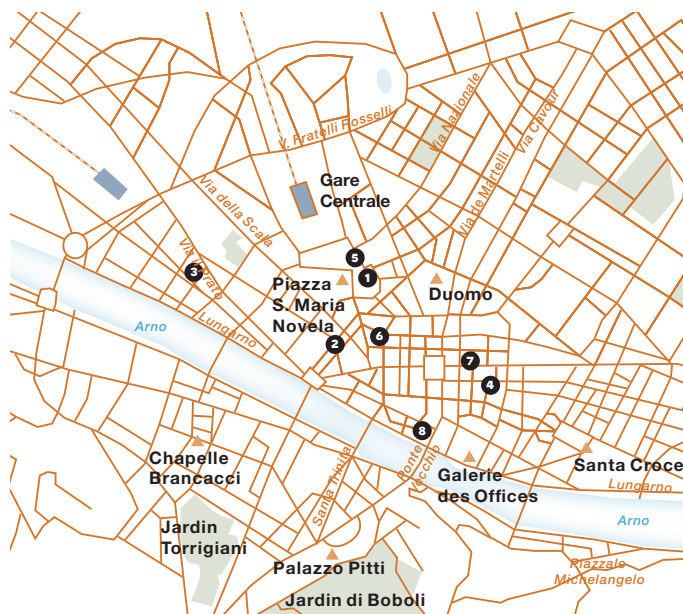 V. Fratelli Rosselli
Via Nazionale
Via Cavour
Gare
Centrale
Via della Scala
Via de Martelli
5
3
Via il Prato
1
Piazza
S. Maria
Novela
Duomo
Arno
Lungarno
6
2
7
4
8
Chapelle
Brancacci
Santa Trinita
Ponte
Vecchio
Galerie
des Offices
Santa Croce
Lungarno
Arno
Jardin
Torrigiani
Palazzo Pitti
Piazzale
Michelangelo
Jardin di Boboli